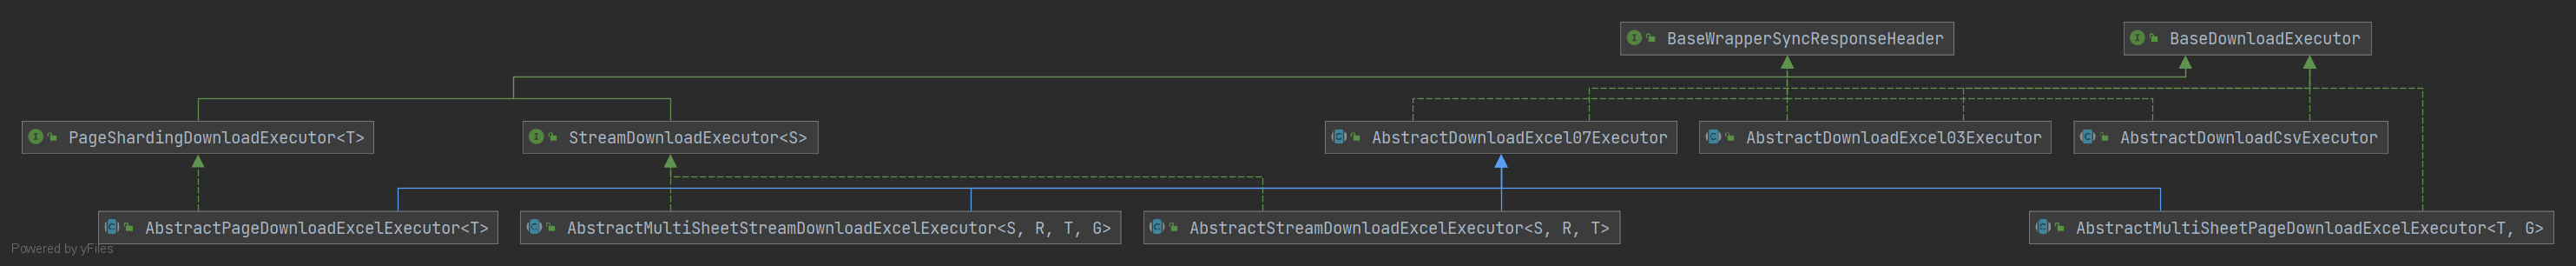 BaseWrapperSyncResponseHeader
BaseDownloadExecutor
PageShardingDownloadExecutor<T>
StreamDownloadExecutor<S>
AbstractDownloadExcel07Executor
AbstractDownloadExcel03Executor
AbstractDownloadCsvExecutor
AbstractPageDownloadExcelExecutor<T>
AbstractMultiSheetStreamDownloadExcelExecutor<S, R, T, G>
AbstractStreamDownloadExcelExecutor<S, R, T>
AbstractMultiSheetPageDownloadExcelExecutor<T, G>
Powered by yFiles